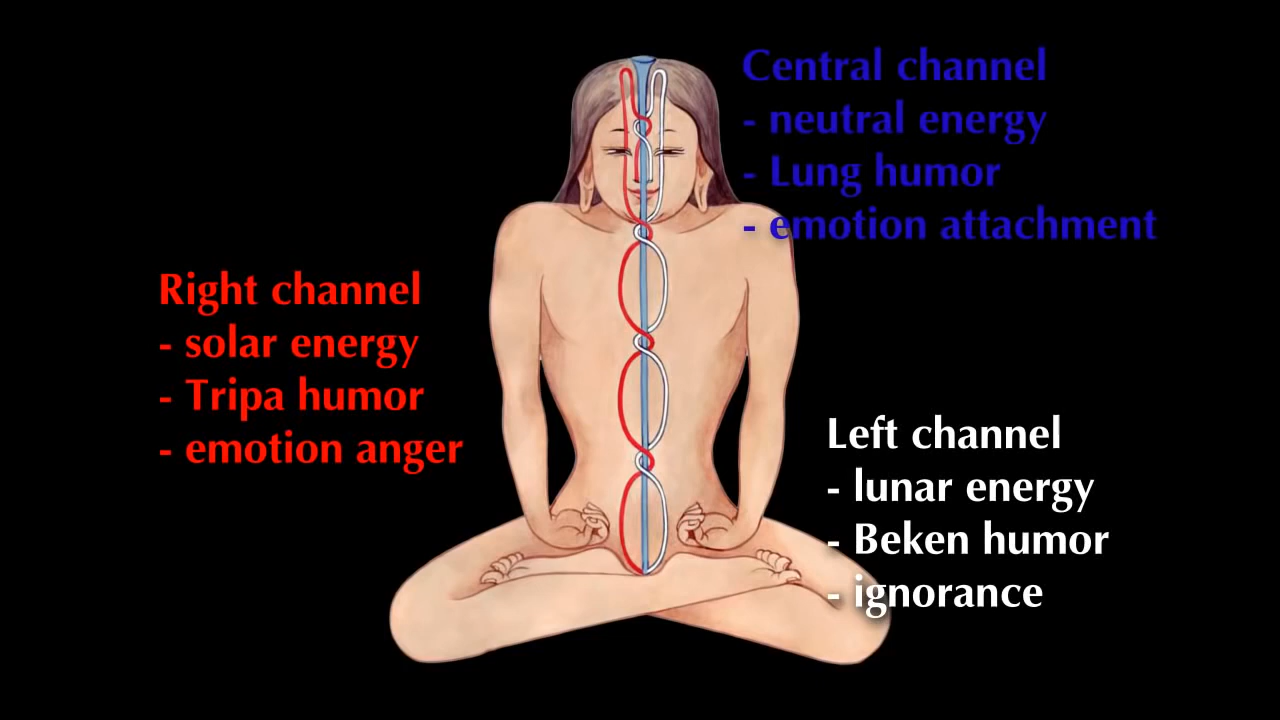 Central channel
- neutral energy
- Lung humor
- emotion attachment
Right channel
- solar energy
- Tripa humor
- emotion anger
Left channel
- lunar energy
- Beken humor
- ignorance